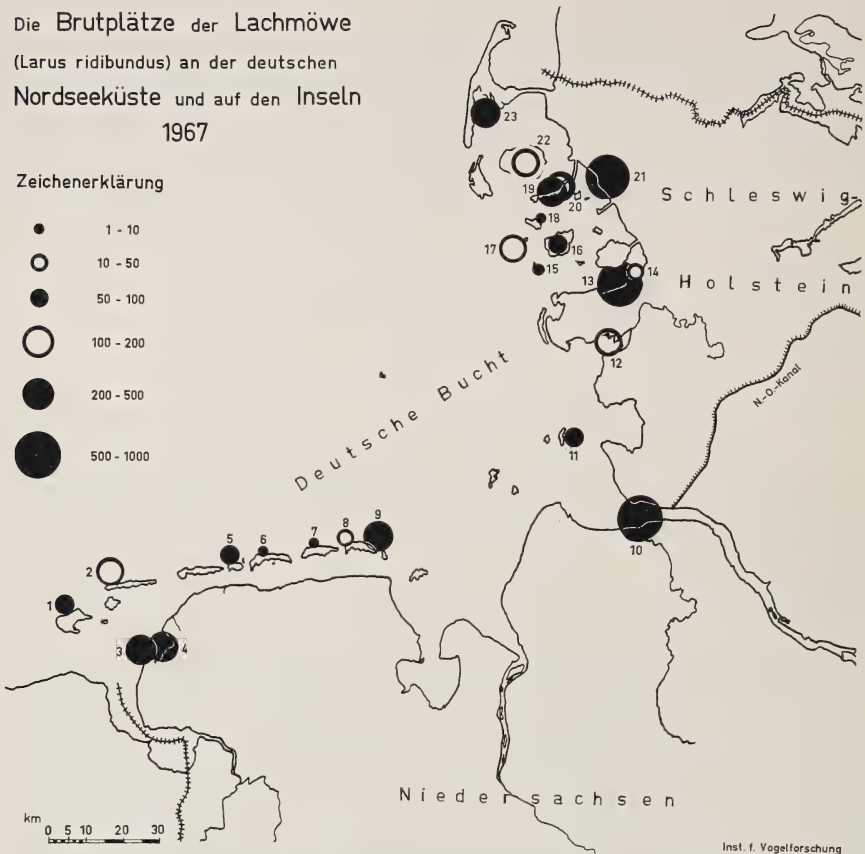 Die Brutplätze der Lachmöwe
(Larus ridibundus) an der deutschen
Nordseeküste und auf den Inseln
1967
Zeichenerklärung
1 - 10
10 - 50
50 - 100
100 - 200
200 - 500
500 - 1000
23
22
21
19
20
Schleswig-
18
17
16
15
14
13
Holstein
12
N.-O.-Kanal
Deutsche Bucht
11
10
9
8
7
6
5
2
1
3
4
Niedersachsen
km
0 5 10 20 30
Inst. f. Vogelforschung